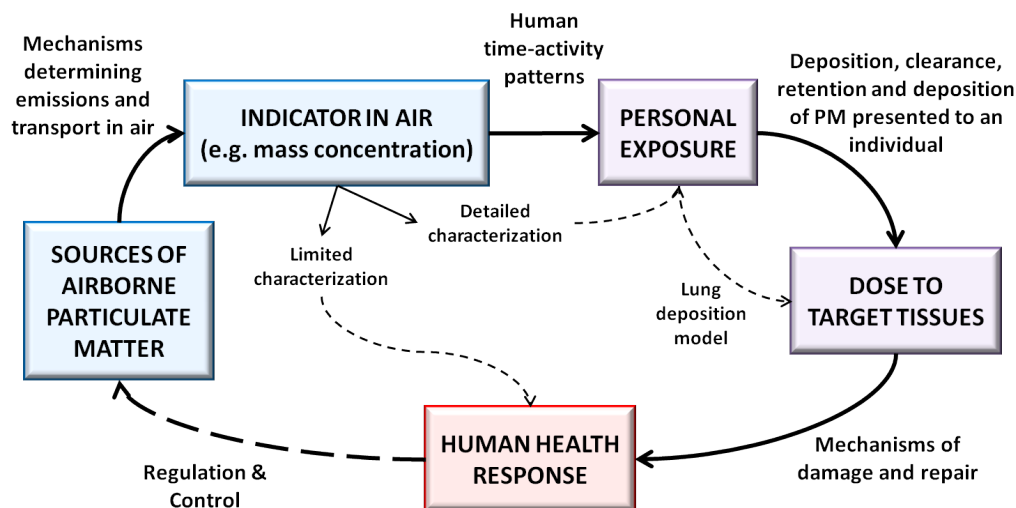 Mechanisms
determining
emissions and
transport in air
INDICATOR IN AIR
(e.g. mass concentration)
Human
time-activity
patterns
PERSONAL
EXPOSURE
Deposition, clearance,
retention and deposition
of PM presented to an
individual
SOURCES OF
AIRBORNE
PARTICULATE
MATTER
Limited
characterization
Detailed
characterization
Lung
deposition
model
DOSE TO
TARGET TISSUES
Regulation &
Control
HUMAN HEALTH
RESPONSE
Mechanisms of
damage and repair